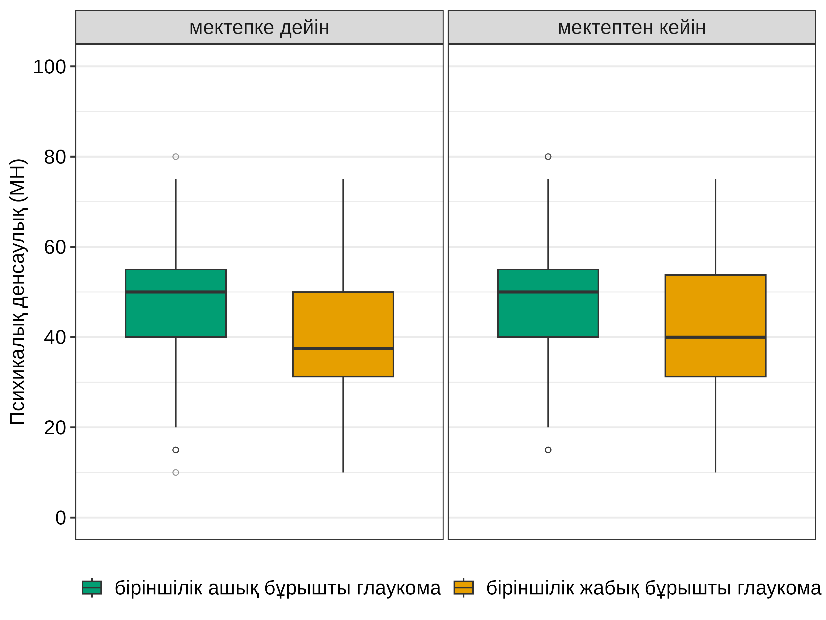 мектепке дейін
мектептен кейін
Психикалық денсаулық (MH)
100
80
60
40
20
0
біріншілік ашық бұрышты глаукома
біріншілік жабық бұрышты глаукома